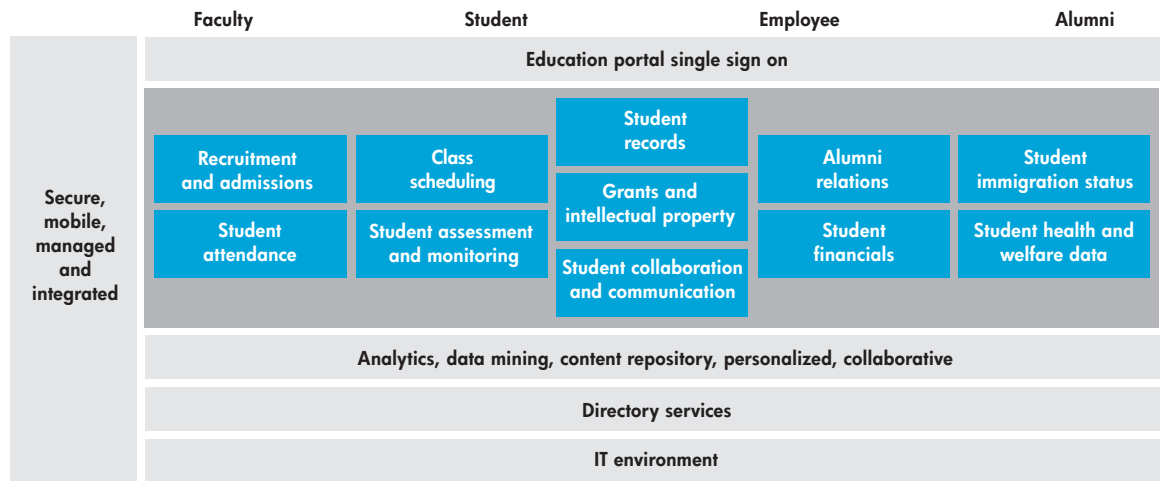 Faculty
Student
Employee
Alumni
Education portal single sign on
Secure,
mobile,
managed
and
integrated
Recruitment
and admissions
Student
attendance
Class
scheduling
Student assessment
and monitoring
Student
records
Grants and
intellectual property
Student collaboration
and communication
Alumni
relations
Student
financials
Student
immigration status
Student health and
welfare data
Analytics, data mining, content repository, personalized, collaborative
Directory services
IT environment